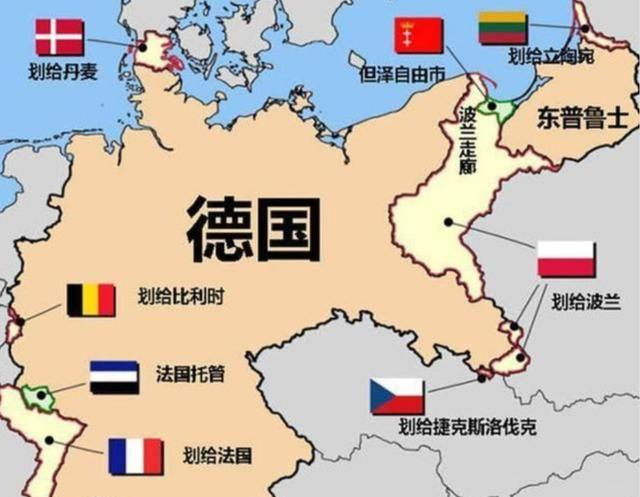 划给丹麦
但泽自由市
划给立陶宛
波兰走廊
东普鲁士
德国
划给波兰
划给比利时
法国托管
划给捷克斯洛伐克
划给法国